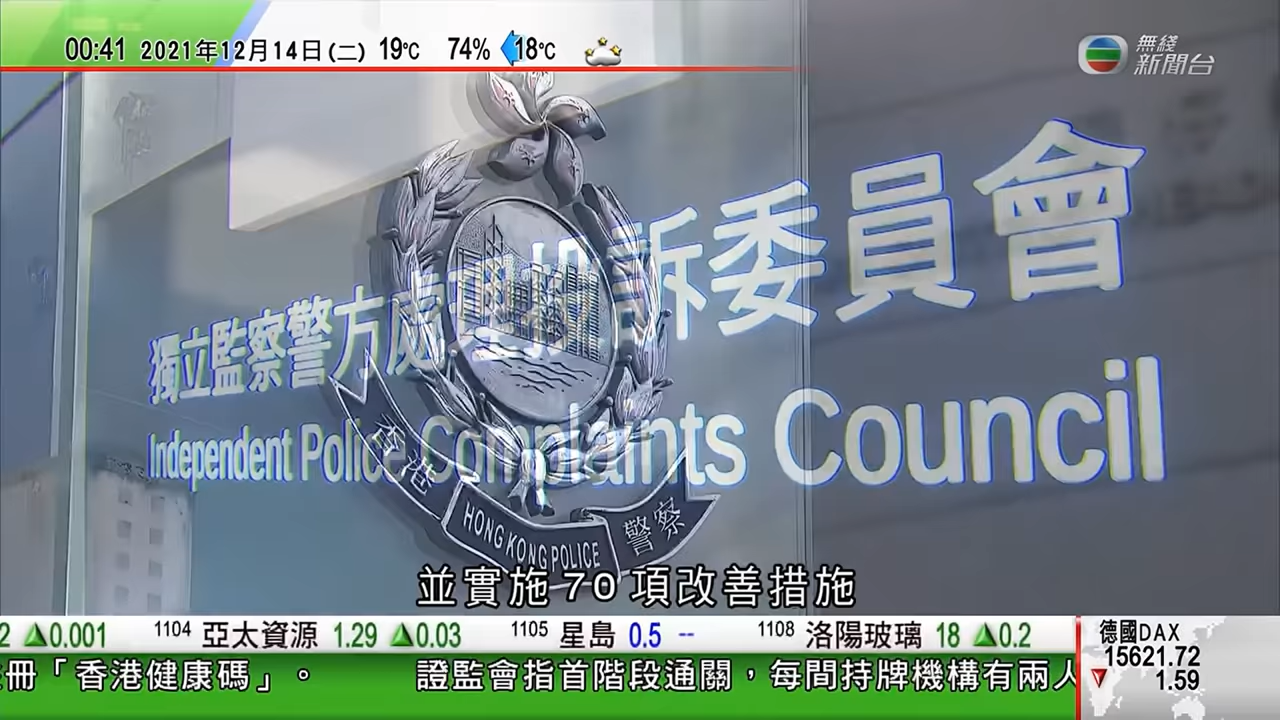 00:41 2021年12月14日(二) 19℃ 74% 18℃
無綫
新聞台
獨立監察警方處理投訴委員會
Independent Police Complaints Council
香港 HONG KONG POLICE 警察
並實施70項改善措施
2 ▲0.001 1104 亞太資源 1.29 ▲0.03 1105 星島 0.5 -- 1108 洛陽玻璃 18 ▲0.2
冊「香港健康碼」。 證監會指首階段通關，每間持牌機構有兩人
德國DAX
15621.72
▼ 1.59